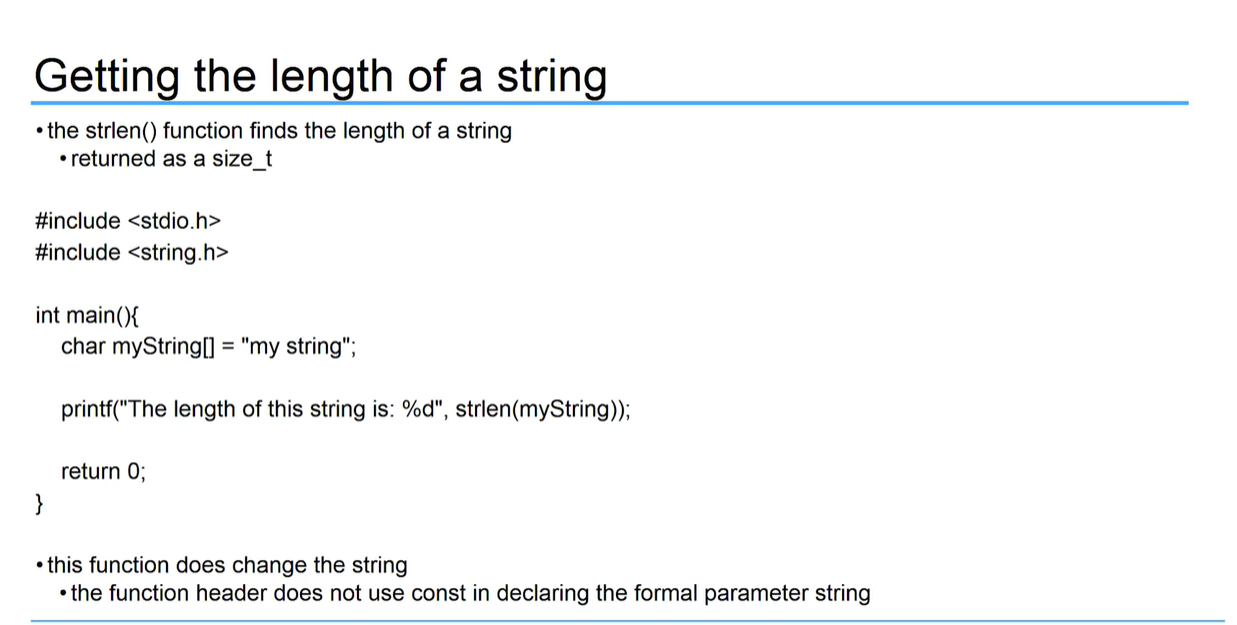 Getting the length of a string
• the strlen() function finds the length of a string
• returned as a size_t
#include <stdio.h>
#include <string.h>
int main(){
char myString[] = "my string";
printf("The length of this string is: %d", strlen(myString));
return 0;
}
• this function does change the string
• the function header does not use const in declaring the formal parameter string